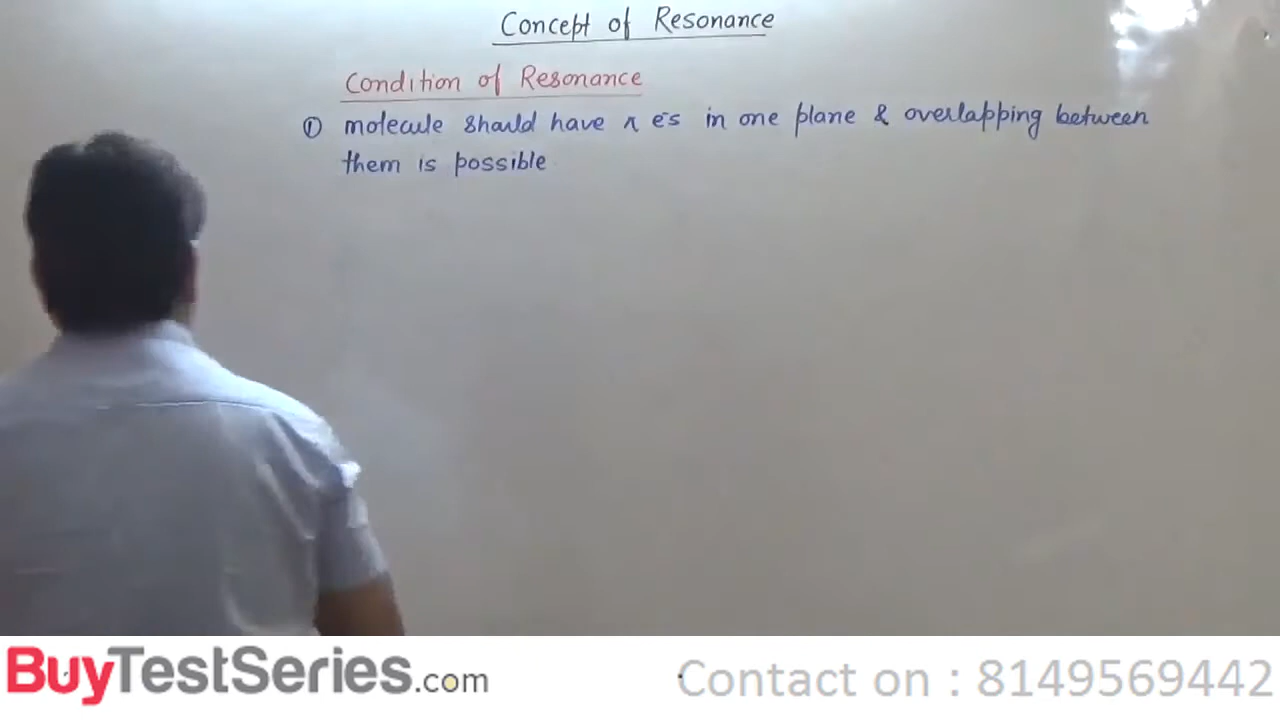 Concept of Resonance
Condition of Resonance
① molecule should have π e-s in one plane & overlapping between
them is possible
BuyTestSeries.com
Contact on : 8149569442